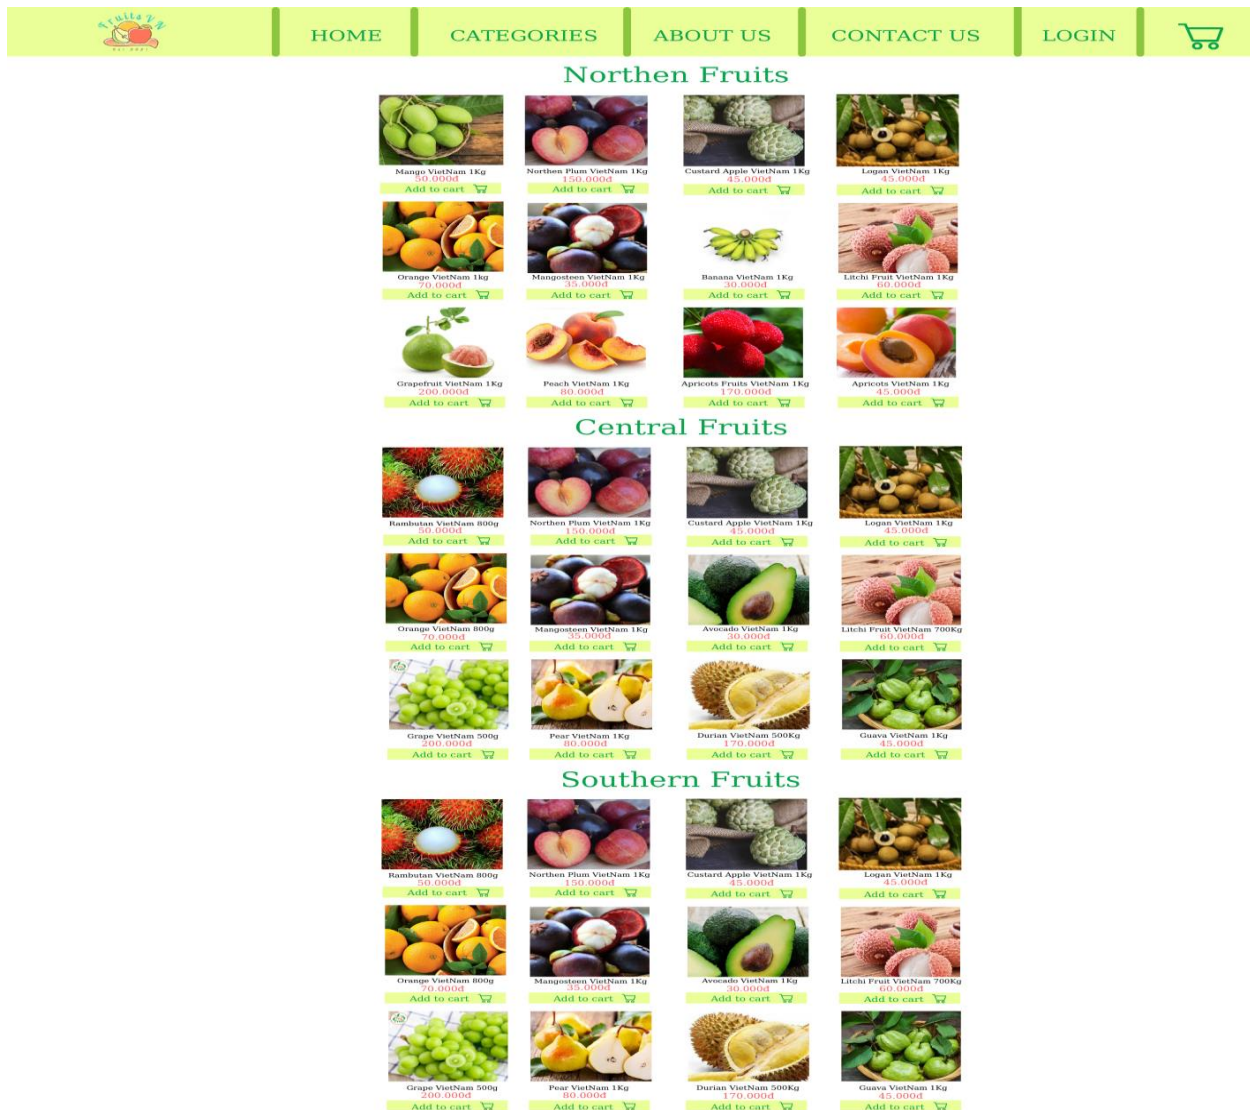 Fruits VN
HOME CATEGORIES ABOUT US CONTACT US LOGIN
Northen Fruits
Mango VietNam 1Kg Northen Plum VietNam 1Kg Custard Apple VietNam 1Kg Logan VietNam 1Kg
50.000đ 150.000đ 45.000đ 45.000đ
Add to cart Add to cart Add to cart Add to cart
Orange VietNam 1kg Mangosteen VietNam 1Kg Banana VietNam 1Kg Litchi Fruit VietNam 1Kg
70.000đ 35.000đ 30.000đ 60.000đ
Add to cart Add to cart Add to cart Add to cart
Grapefruit VietNam 1Kg Peach VietNam 1Kg Apricots Fruits VietNam 1Kg Apricots VietNam 1Kg
200.000đ 80.000đ 170.000đ 45.000đ
Add to cart Add to cart Add to cart Add to cart
Central Fruits
Rambutan VietNam 800g Northen Plum VietNam 1Kg Custard Apple VietNam 1Kg Logan VietNam 1Kg
50.000đ 150.000đ 45.000đ 45.000đ
Add to cart Add to cart Add to cart Add to cart
Orange VietNam 800g Mangosteen VietNam 1Kg Avocado VietNam 1Kg Litchi Fruit VietNam 700Kg
70.000đ 35.000đ 30.000đ 60.000đ
Add to cart Add to cart Add to cart Add to cart
Grape VietNam 500g Pear VietNam 1Kg Durian VietNam 500Kg Guava VietNam 1Kg
200.000đ 80.000đ 170.000đ 45.000đ
Add to cart Add to cart Add to cart Add to cart
Southern Fruits
Rambutan VietNam 800g Northen Plum VietNam 1Kg Custard Apple VietNam 1Kg Logan VietNam 1Kg
50.000đ 150.000đ 45.000đ 45.000đ
Add to cart Add to cart Add to cart Add to cart
Orange VietNam 800g Mangosteen VietNam 1Kg Avocado VietNam 1Kg Litchi Fruit VietNam 700Kg
70.000đ 35.000đ 30.000đ 60.000đ
Add to cart Add to cart Add to cart Add to cart
Grape VietNam 500g Pear VietNam 1Kg Durian VietNam 500Kg Guava VietNam 1Kg
200.000đ 80.000đ 170.000đ 45.000đ
Add to cart Add to cart Add to cart Add to cart